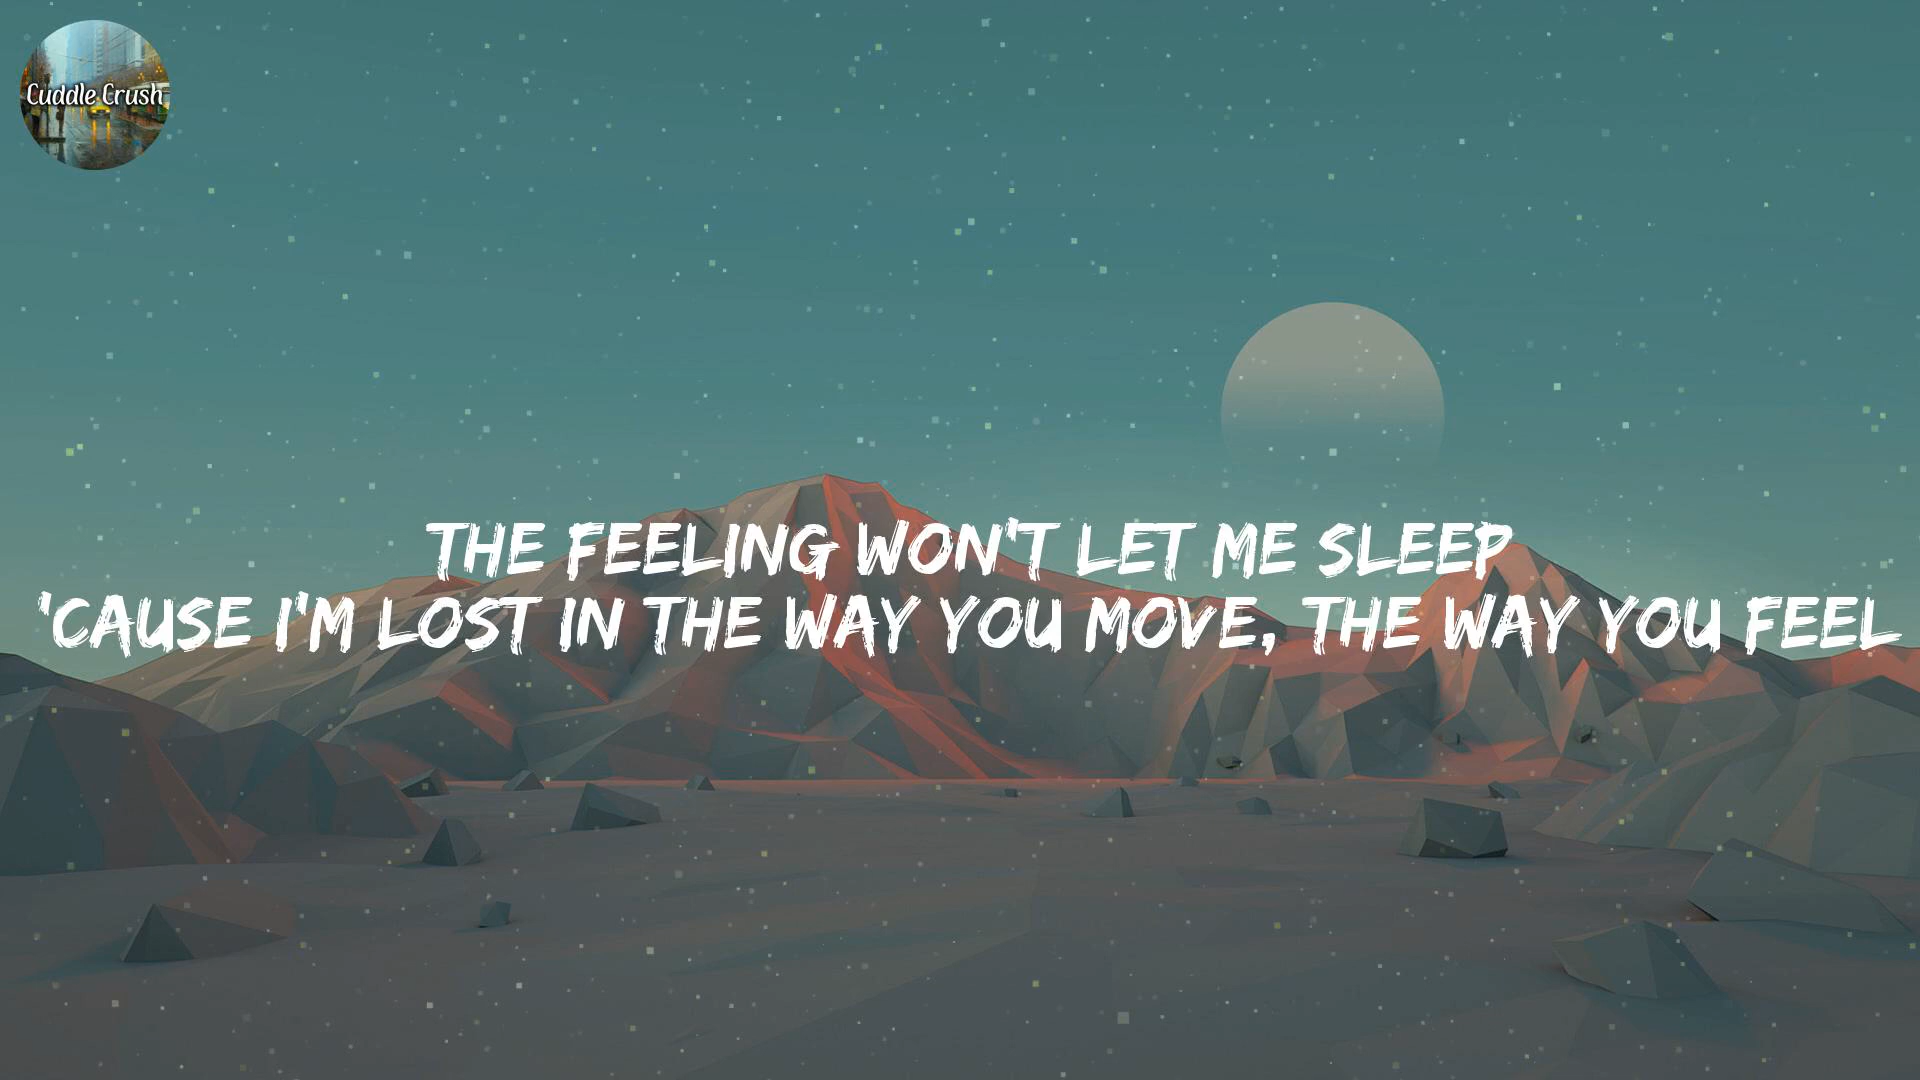 Cuddle Crush
THE FEELING WON'T LET ME SLEEP
'CAUSE I'M LOST IN THE WAY YOU MOVE, THE WAY YOU FEEL